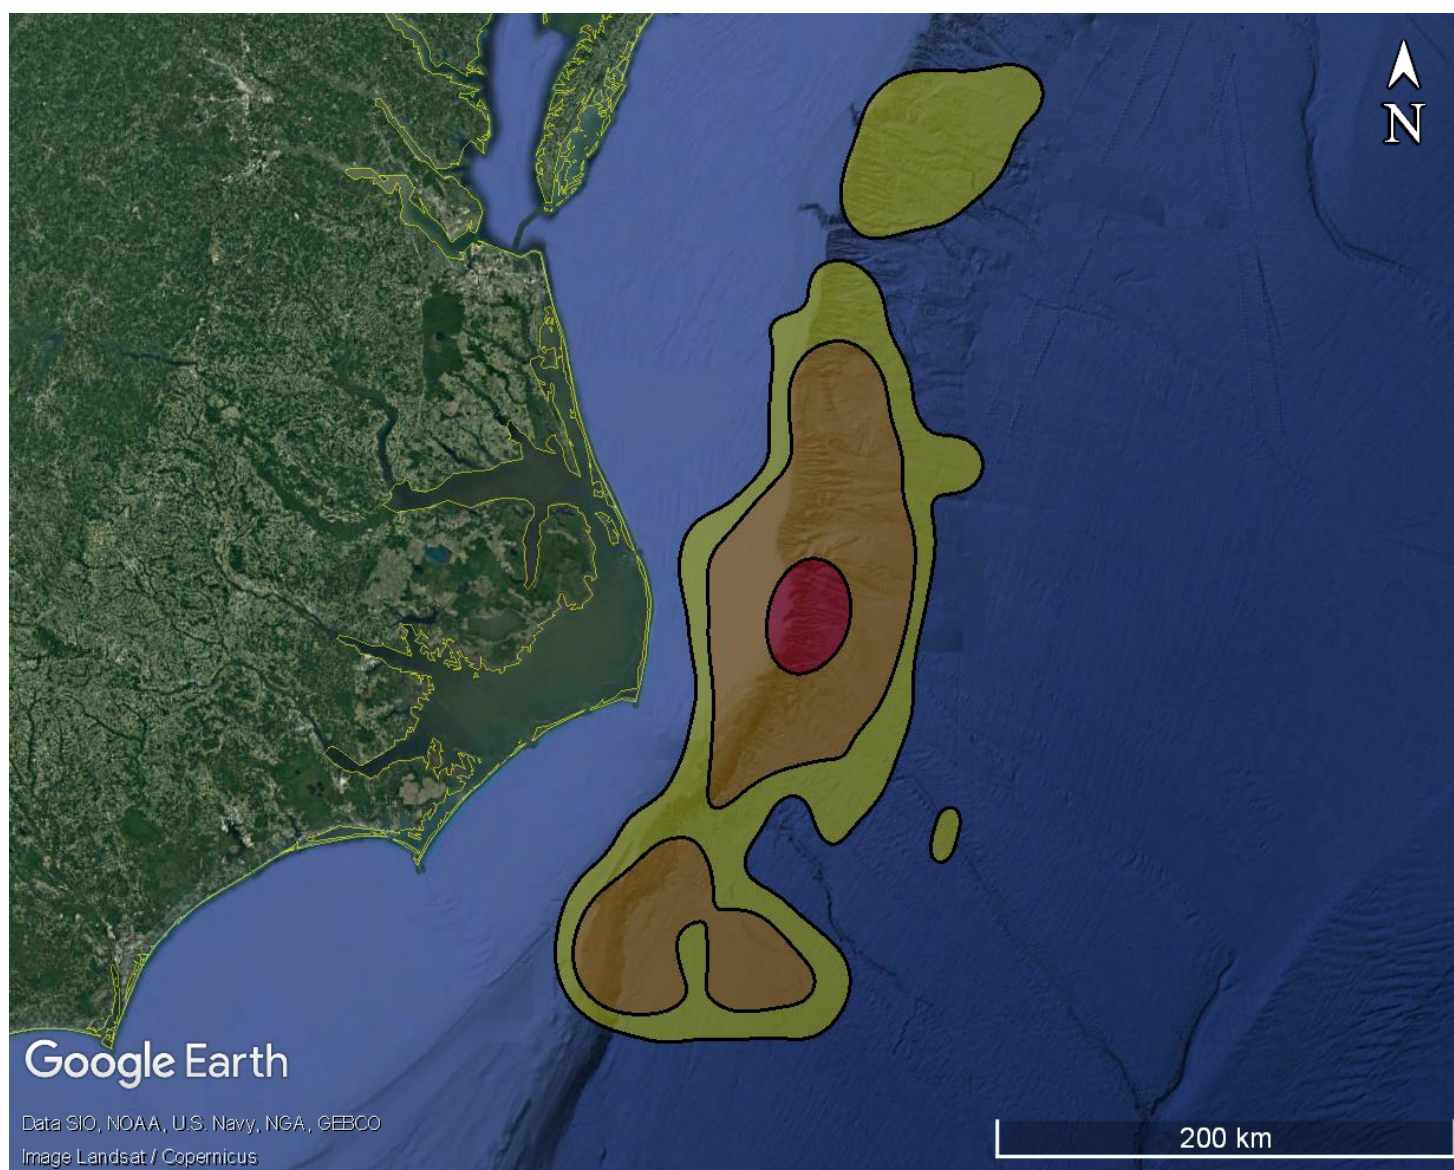 N
Google Earth
Data SIO, NOAA, U.S. Navy, NGA, GEBCO
Image Landsat / Copernicus
200 km